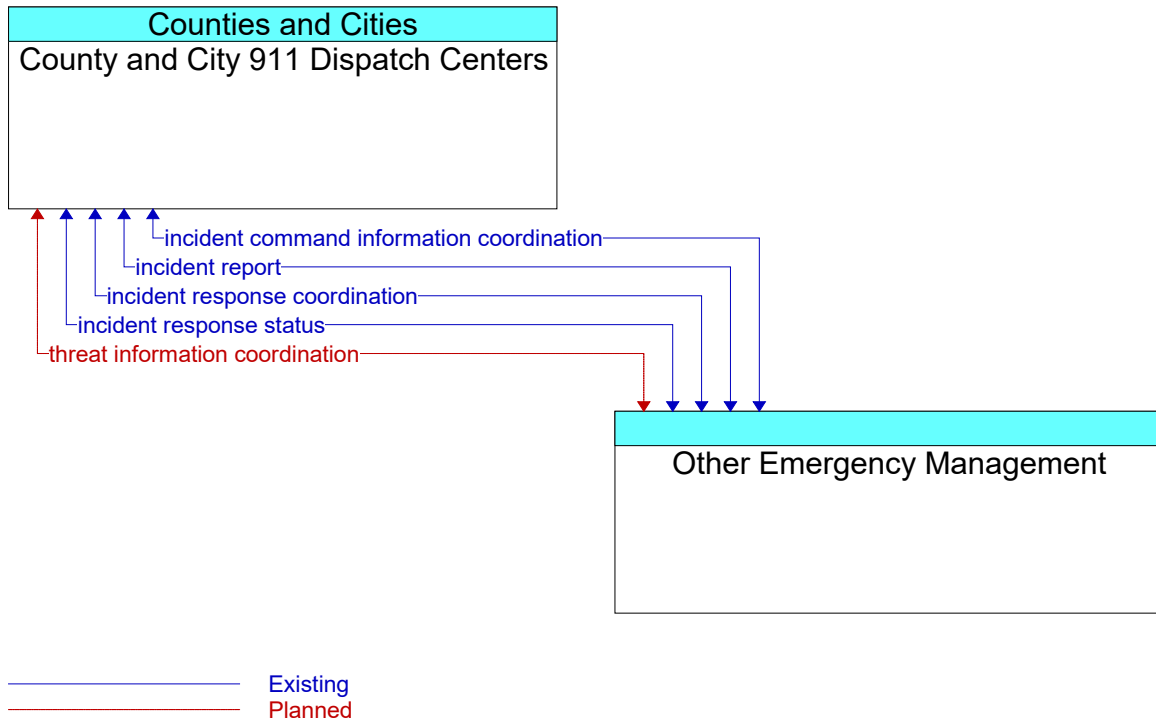 Counties and Cities
County and City 911 Dispatch Centers
incident command information coordination
incident report
incident response coordination
incident response status
threat information coordination
Other Emergency Management
Existing
Planned